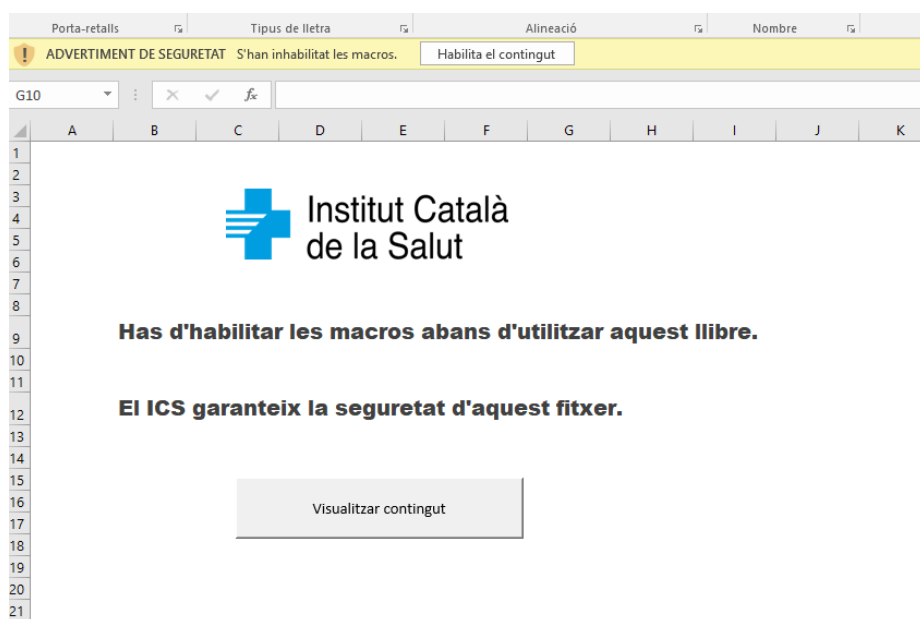 Porta-retalls Tipus de lletra Alineació Nombre
ADVERTIMENT DE SEGURETAT S'han inhabilitat les macros. Habilita el contingut
G10 fx
A B C D E F G H I J K
1
2
3
4
5
6
7
8
9
10
11
12
13
14
15
16
17
18
19
20
21
Institut Català
de la Salut
Has d'habilitar les macros abans d'utilitzar aquest llibre.
El ICS garanteix la seguretat d'aquest fitxer.
Visualitzar contingut